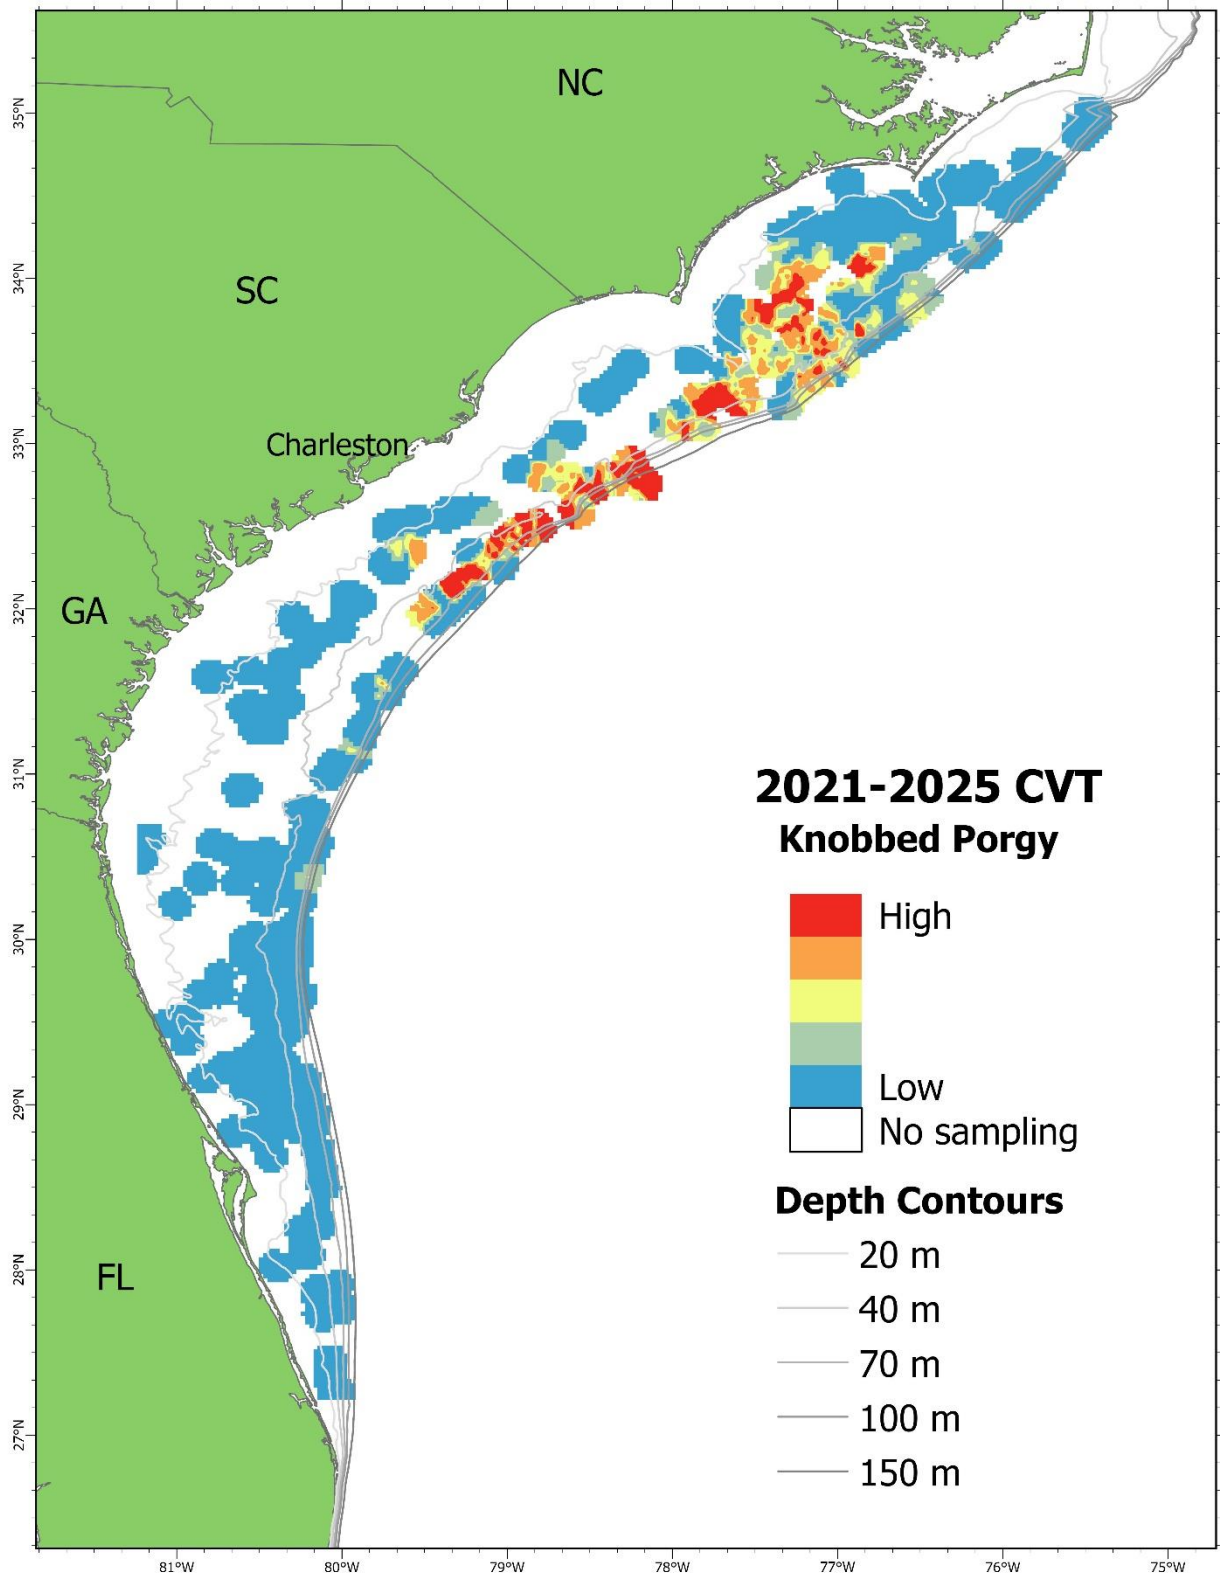 NC
SC
Charleston
GA
FL
35°N
34°N
33°N
32°N
31°N
30°N
29°N
28°N
27°N
2021-2025 CVT
Knobbed Porgy
High
Low
No sampling
Depth Contours
20 m
40 m
70 m
100 m
150 m
81°W
80°W
79°W
78°W
77°W
76°W
75°W